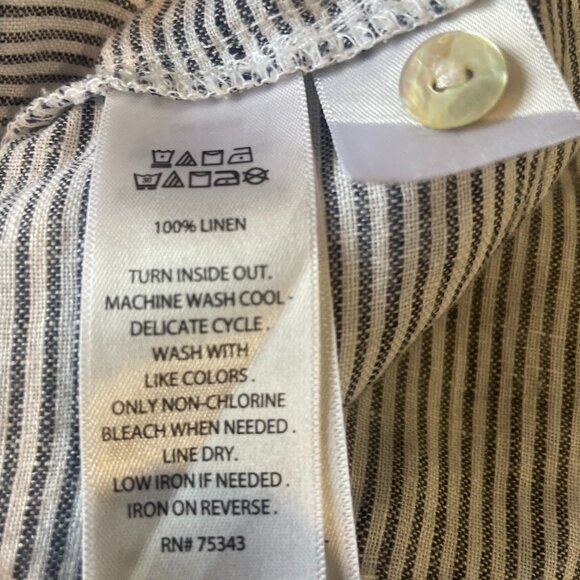 100% LINEN
TURN INSIDE OUT.
MACHINE WASH COOL -
DELICATE CYCLE .
WASH WITH
LIKE COLORS .
ONLY NON-CHLORINE
BLEACH WHEN NEEDED .
LINE DRY.
LOW IRON IF NEEDED .
IRON ON REVERSE .
RN# 75343